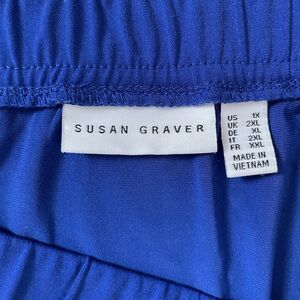 SUSAN GRAVER
US 1X
UK 2XL
DE XL
IT 2XL
FR XXL
MADE IN
VIETNAM